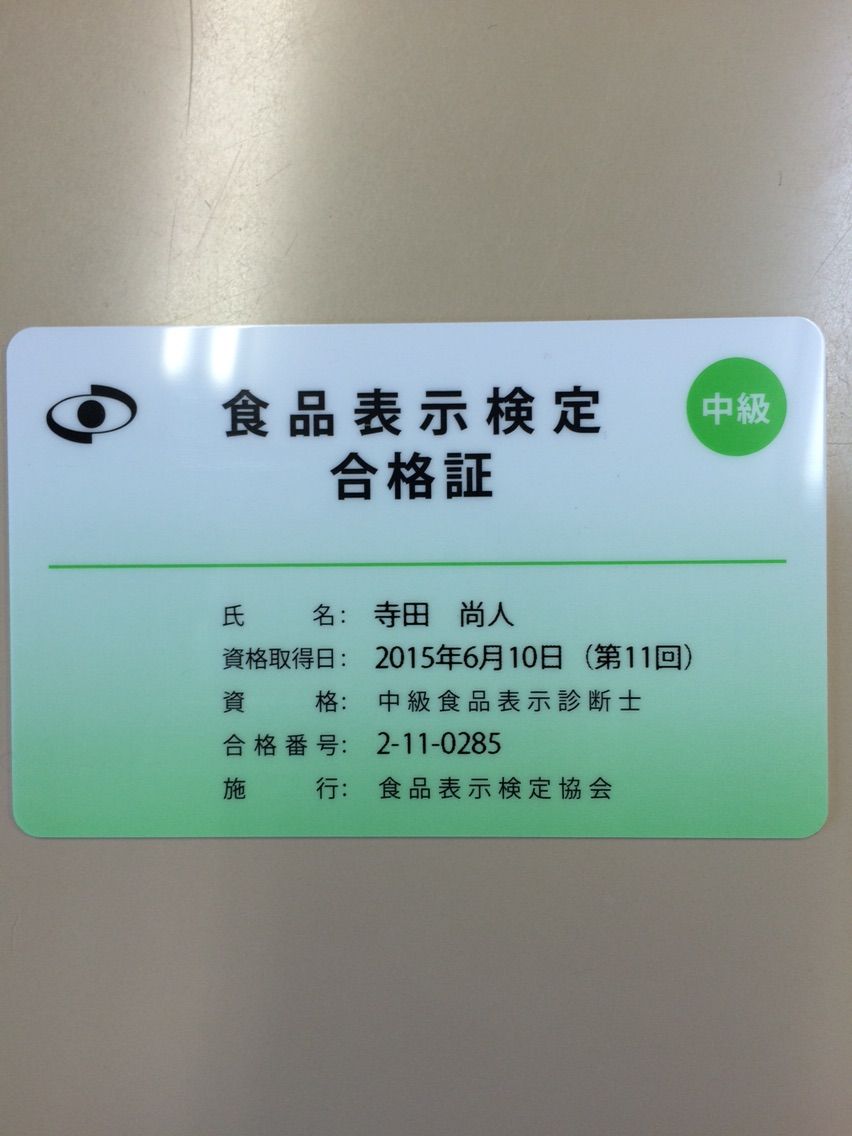 食品表示検定
中級
合格証
氏 名： 寺田 尚人
資格取得日： 2015年6月10日（第11回）
資 格： 中級食品表示診断士
合格番号： 2-11-0285
施 行： 食品表示検定協会